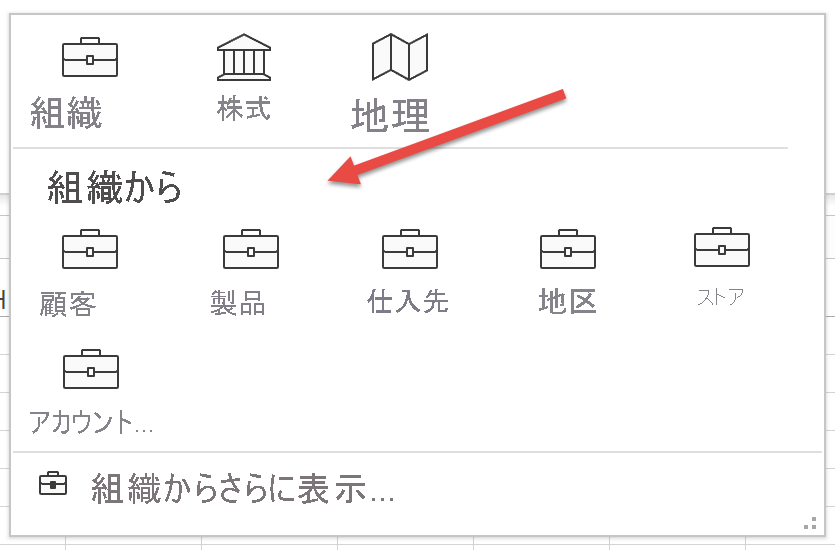 組織 株式 地理
組織から
顧客 製品 仕入先 地区 ストア
アカウント...
組織からさらに表示...